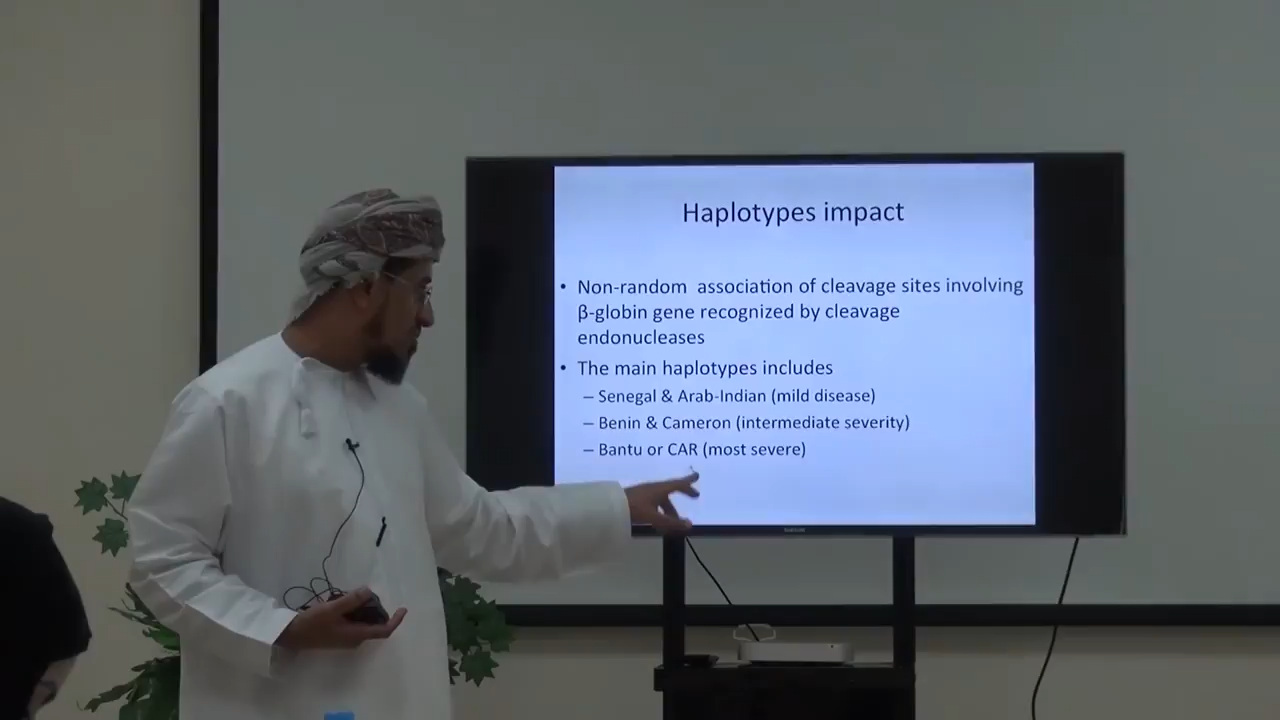 Haplotypes impact
• Non-random association of cleavage sites involving
β-globin gene recognized by cleavage
endonucleases
• The main haplotypes includes
– Senegal & Arab-Indian (mild disease)
– Benin & Cameron (intermediate severity)
– Bantu or CAR (most severe)